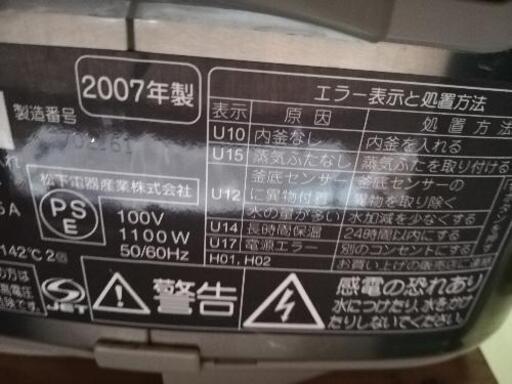 2007年製
製造番号
松下電器産業株式会社
PS
E
100V
1100W
50/60Hz
142℃ 2
JET
エラー表示と処置方法
表示 原因 処置方法
U10 内釜なし 内釜を入れる
U15 蒸気ふたなし 蒸気ふたを取り付ける
U12 釜底センサーに異物付着 釜底センサーの異物を取り除く
水の量が多い 水加減を少なくする
U14 長時間保温 24時間以内にする
U17 電源エラー 別のコンセントにする
H01, H02 お買い上げの販売店に連絡
警告
感電の恐れあり
水につけたり、水をかけ
たりしないでください